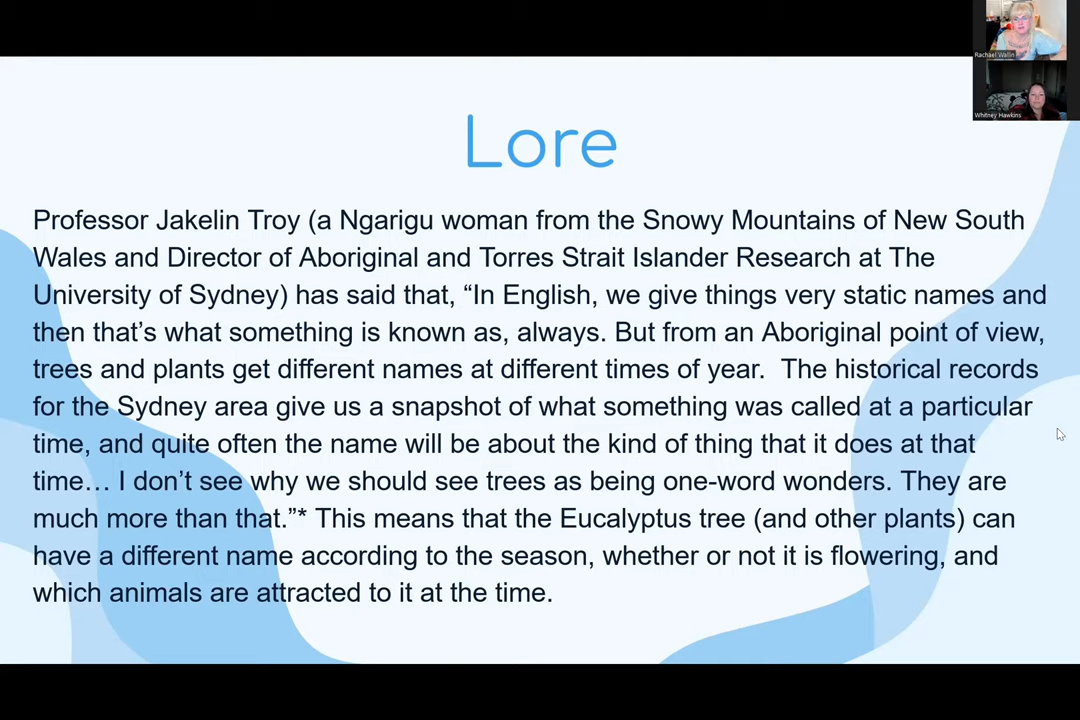 Rachael Wallin
Whitney Hawkins
Lore
Professor Jakelin Troy (a Ngarigu woman from the Snowy Mountains of New South
Wales and Director of Aboriginal and Torres Strait Islander Research at The
University of Sydney) has said that, “In English, we give things very static names and
then that’s what something is known as, always. But from an Aboriginal point of view,
trees and plants get different names at different times of year.  The historical records
for the Sydney area give us a snapshot of what something was called at a particular
time, and quite often the name will be about the kind of thing that it does at that
time… I don’t see why we should see trees as being one-word wonders. They are
much more than that.”* This means that the Eucalyptus tree (and other plants) can
have a different name according to the season, whether or not it is flowering, and
which animals are attracted to it at the time.